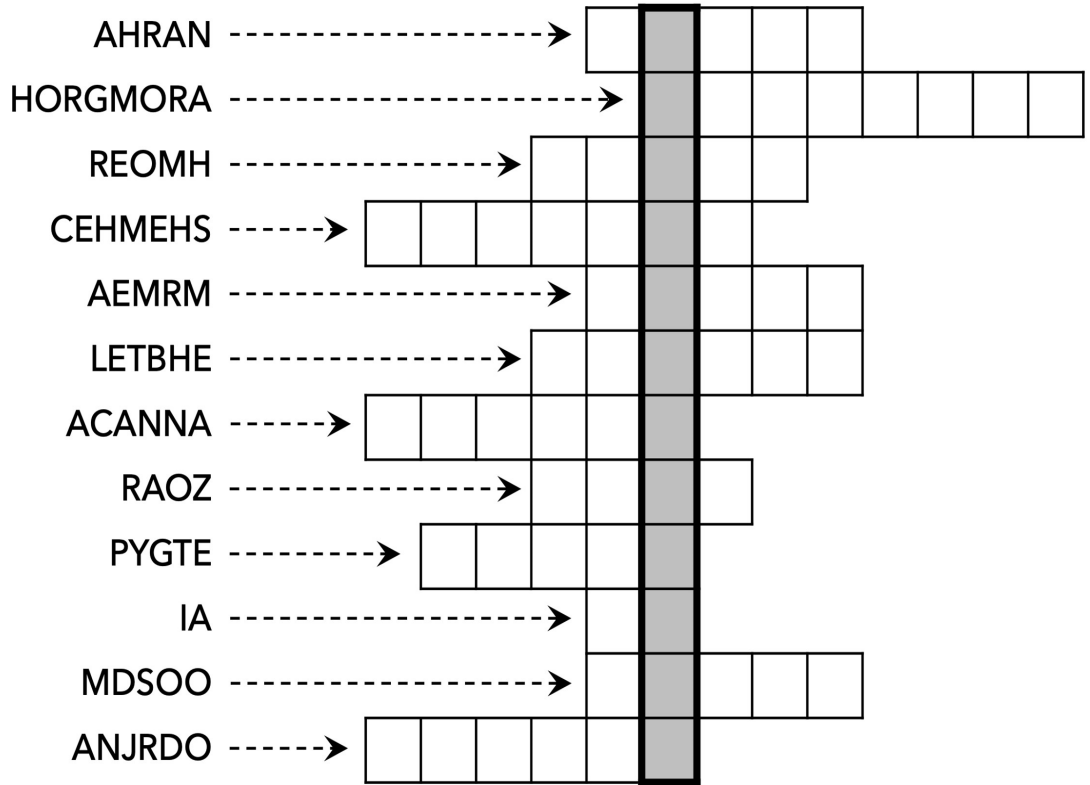 AHRAN
HORGMORA
REOMH
CEHMEHS
AEMRM
LETBHE
ACANNA
RAOZ
PYGTE
IA
MDSOO
ANJRDO